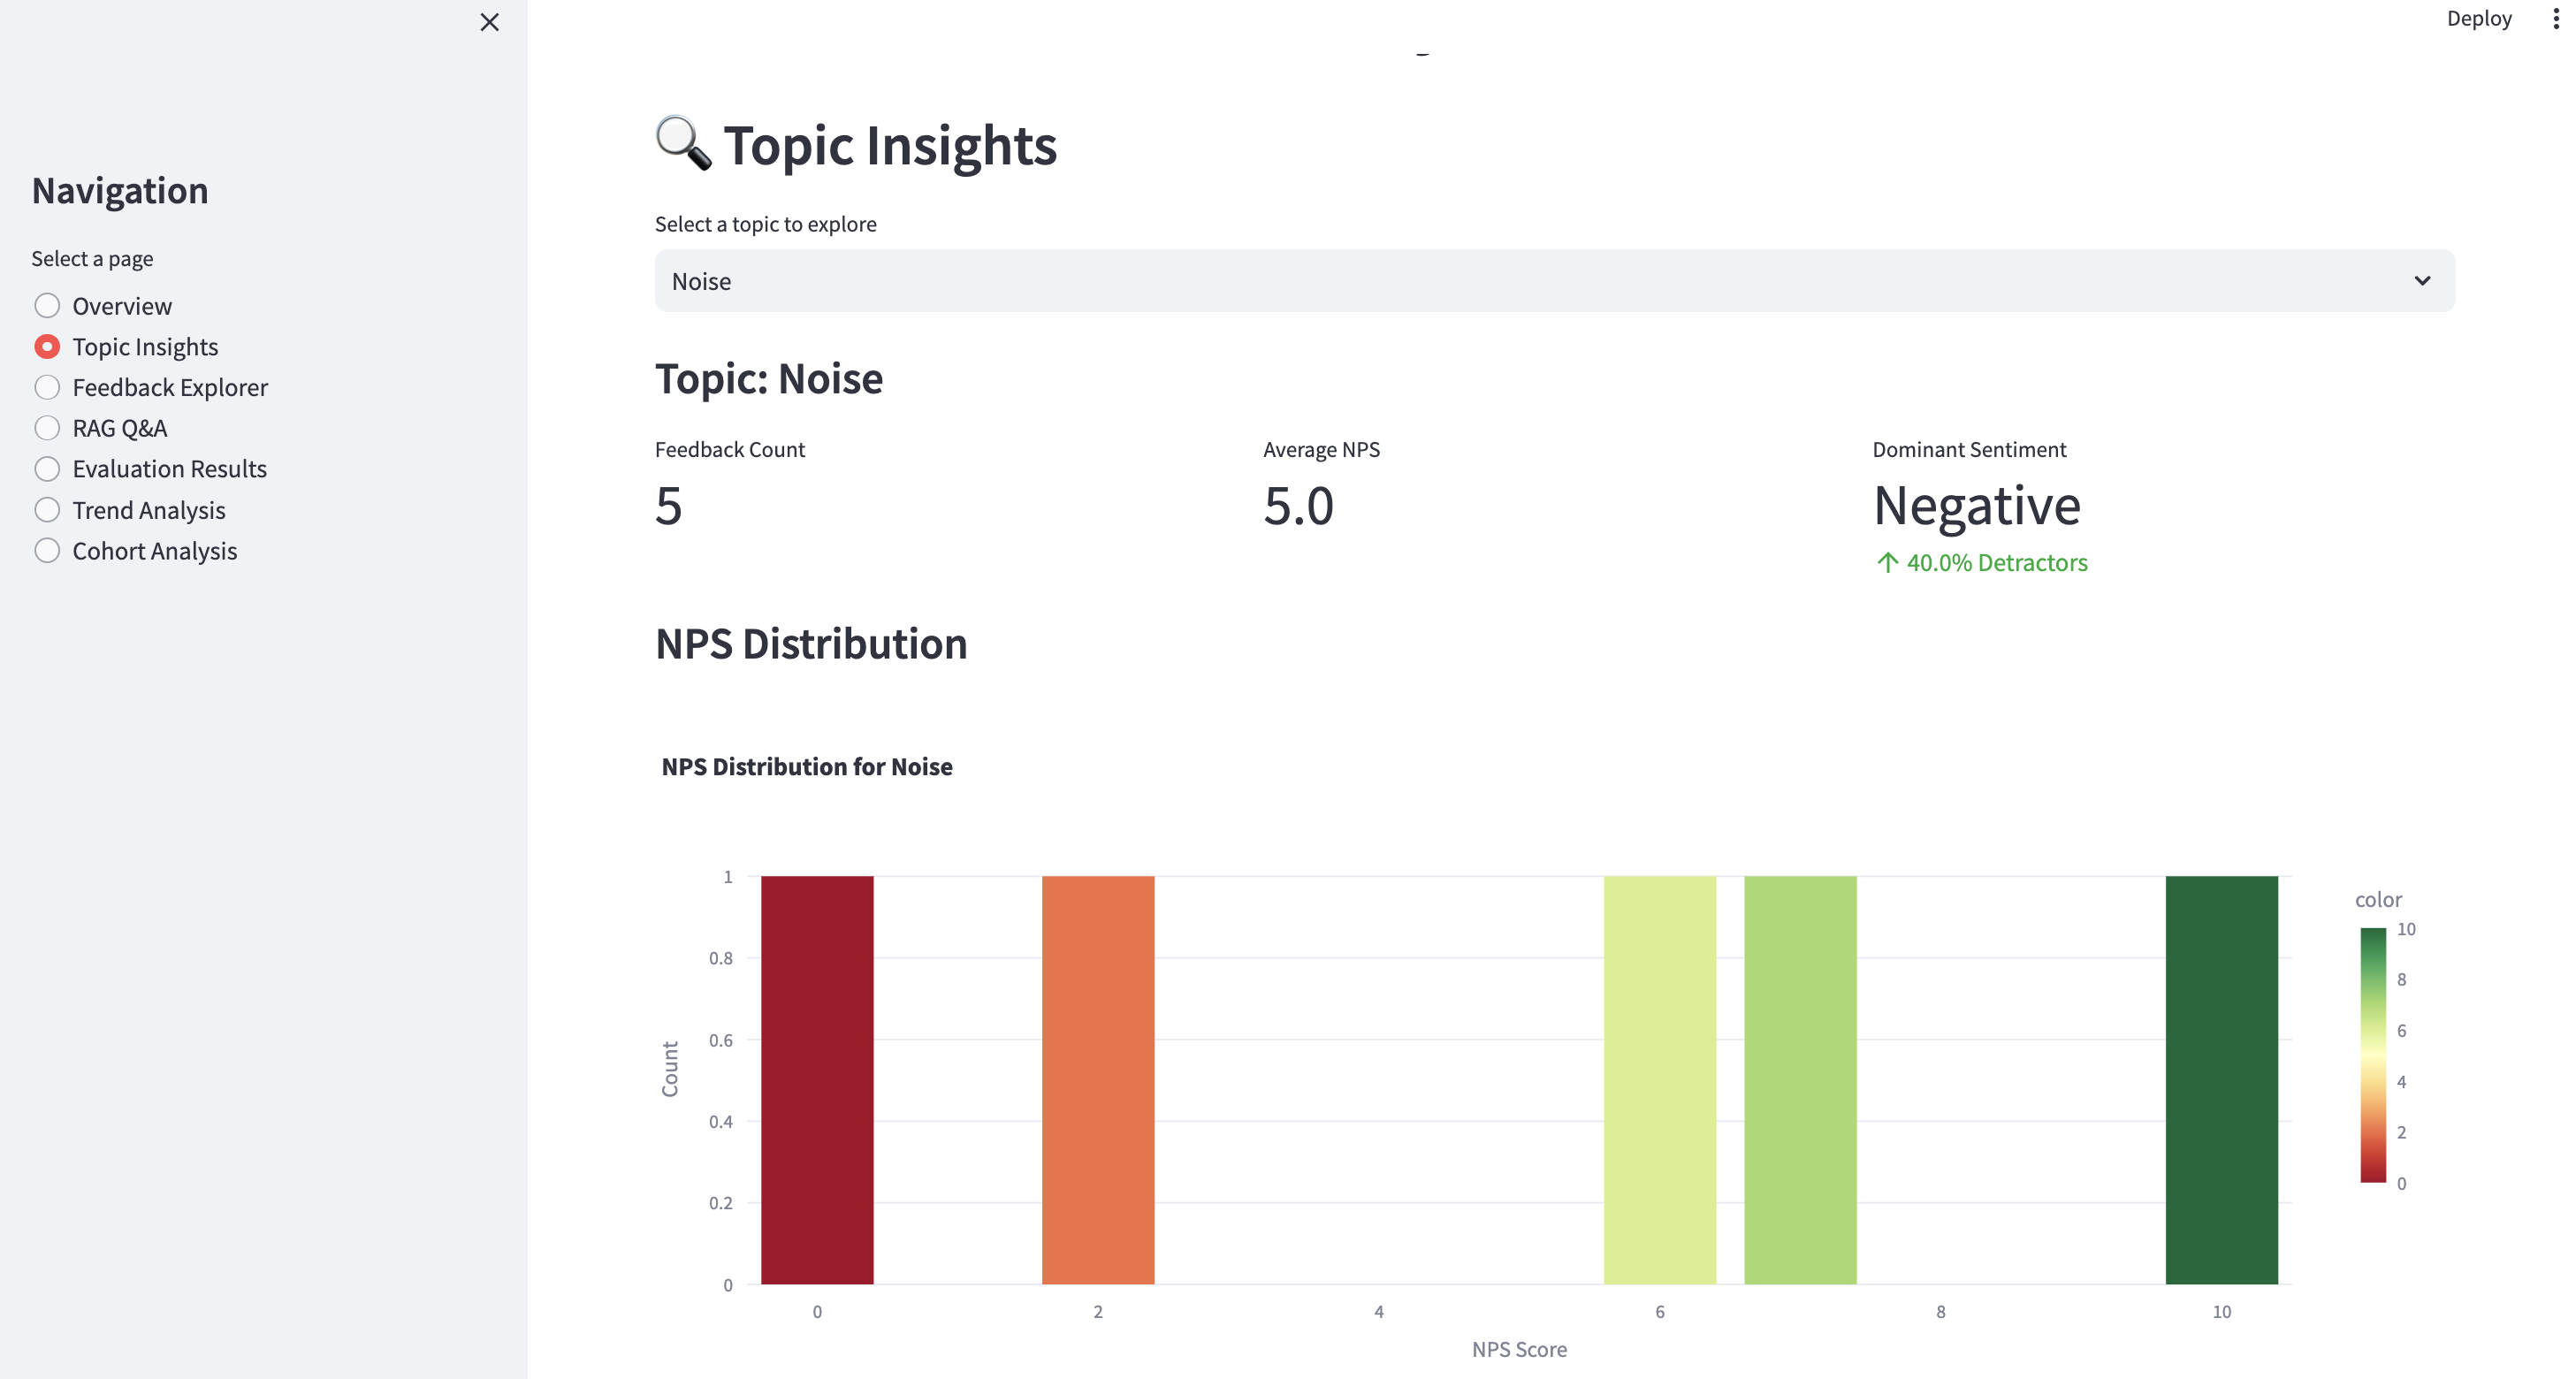 Deploy
Navigation
Select a page
Overview
Topic Insights
Feedback Explorer
RAG Q&A
Evaluation Results
Trend Analysis
Cohort Analysis
Topic Insights
Select a topic to explore
Noise
Topic: Noise
Feedback Count
5
Average NPS
5.0
Dominant Sentiment
Negative
↑ 40.0% Detractors
NPS Distribution
NPS Distribution for Noise
Count
1
0.8
0.6
0.4
0.2
0
0 2 4 6 8 10
NPS Score
color
10
8
6
4
2
0